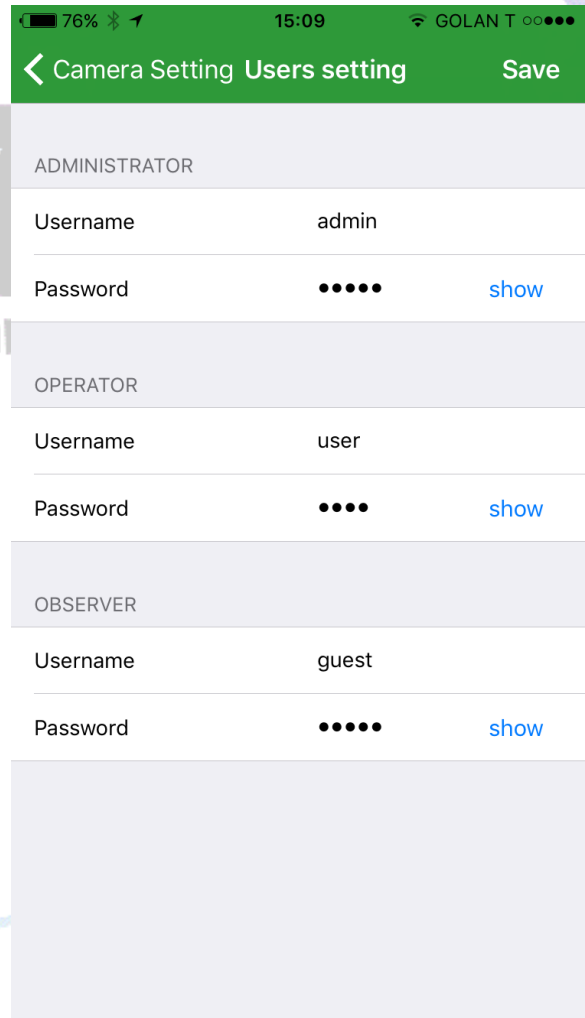 76% 15:09 GOLAN T
Camera Setting Users setting Save
ADMINISTRATOR
Username admin
Password ••••• show
OPERATOR
Username user
Password •••• show
OBSERVER
Username guest
Password ••••• show